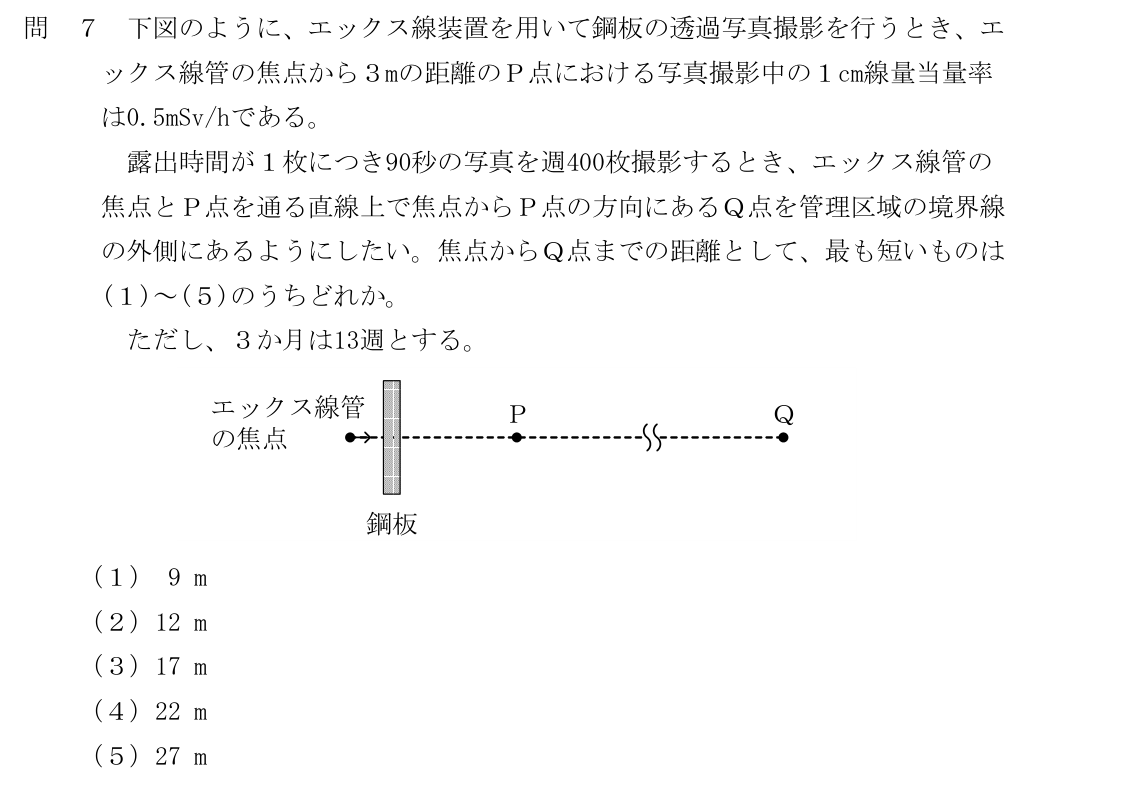 問　７　下図のように、エックス線装置を用いて鋼板の透過写真撮影を行うとき、エ
ックス線管の焦点から３mの距離のＰ点における写真撮影中の１cm線量当量率
は0.5mSv/hである。
露出時間が１枚につき90秒の写真を週400枚撮影するとき、エックス線管の
焦点とＰ点を通る直線上で焦点からＰ点の方向にあるＱ点を管理区域の境界線
の外側にあるようにしたい。焦点からＱ点までの距離として、最も短いものは
(１)～(５)のうちどれか。
ただし、３か月は13週とする。
エックス線管
の焦点
Ｐ
Ｑ
鋼板
(１)　9 m
(２) 12 m
(３) 17 m
(４) 22 m
(５) 27 m